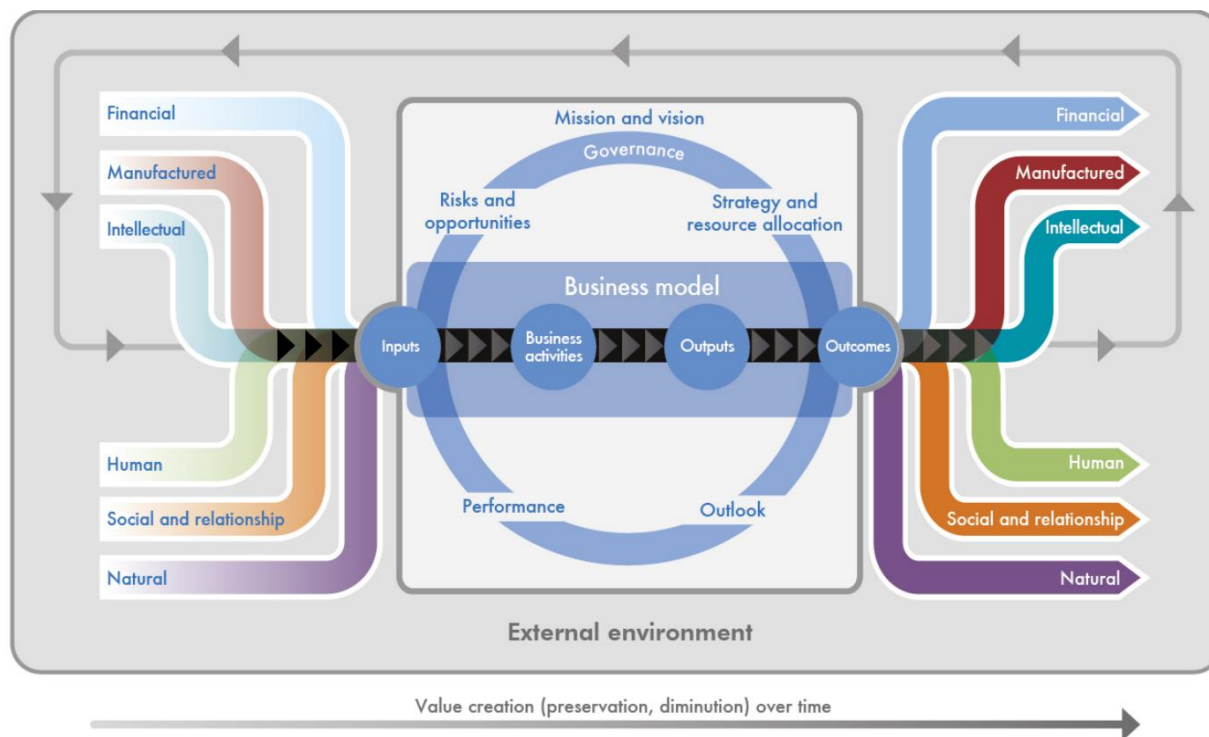 Financial
Manufactured
Intellectual
Human
Social and relationship
Natural
Mission and vision
Governance
Risks and
opportunities
Strategy and
resource allocation
Business model
Inputs
Business
activities
Outputs
Outcomes
Performance
Outlook
Financial
Manufactured
Intellectual
Human
Social and relationship
Natural
External environment
Value creation (preservation, diminution) over time